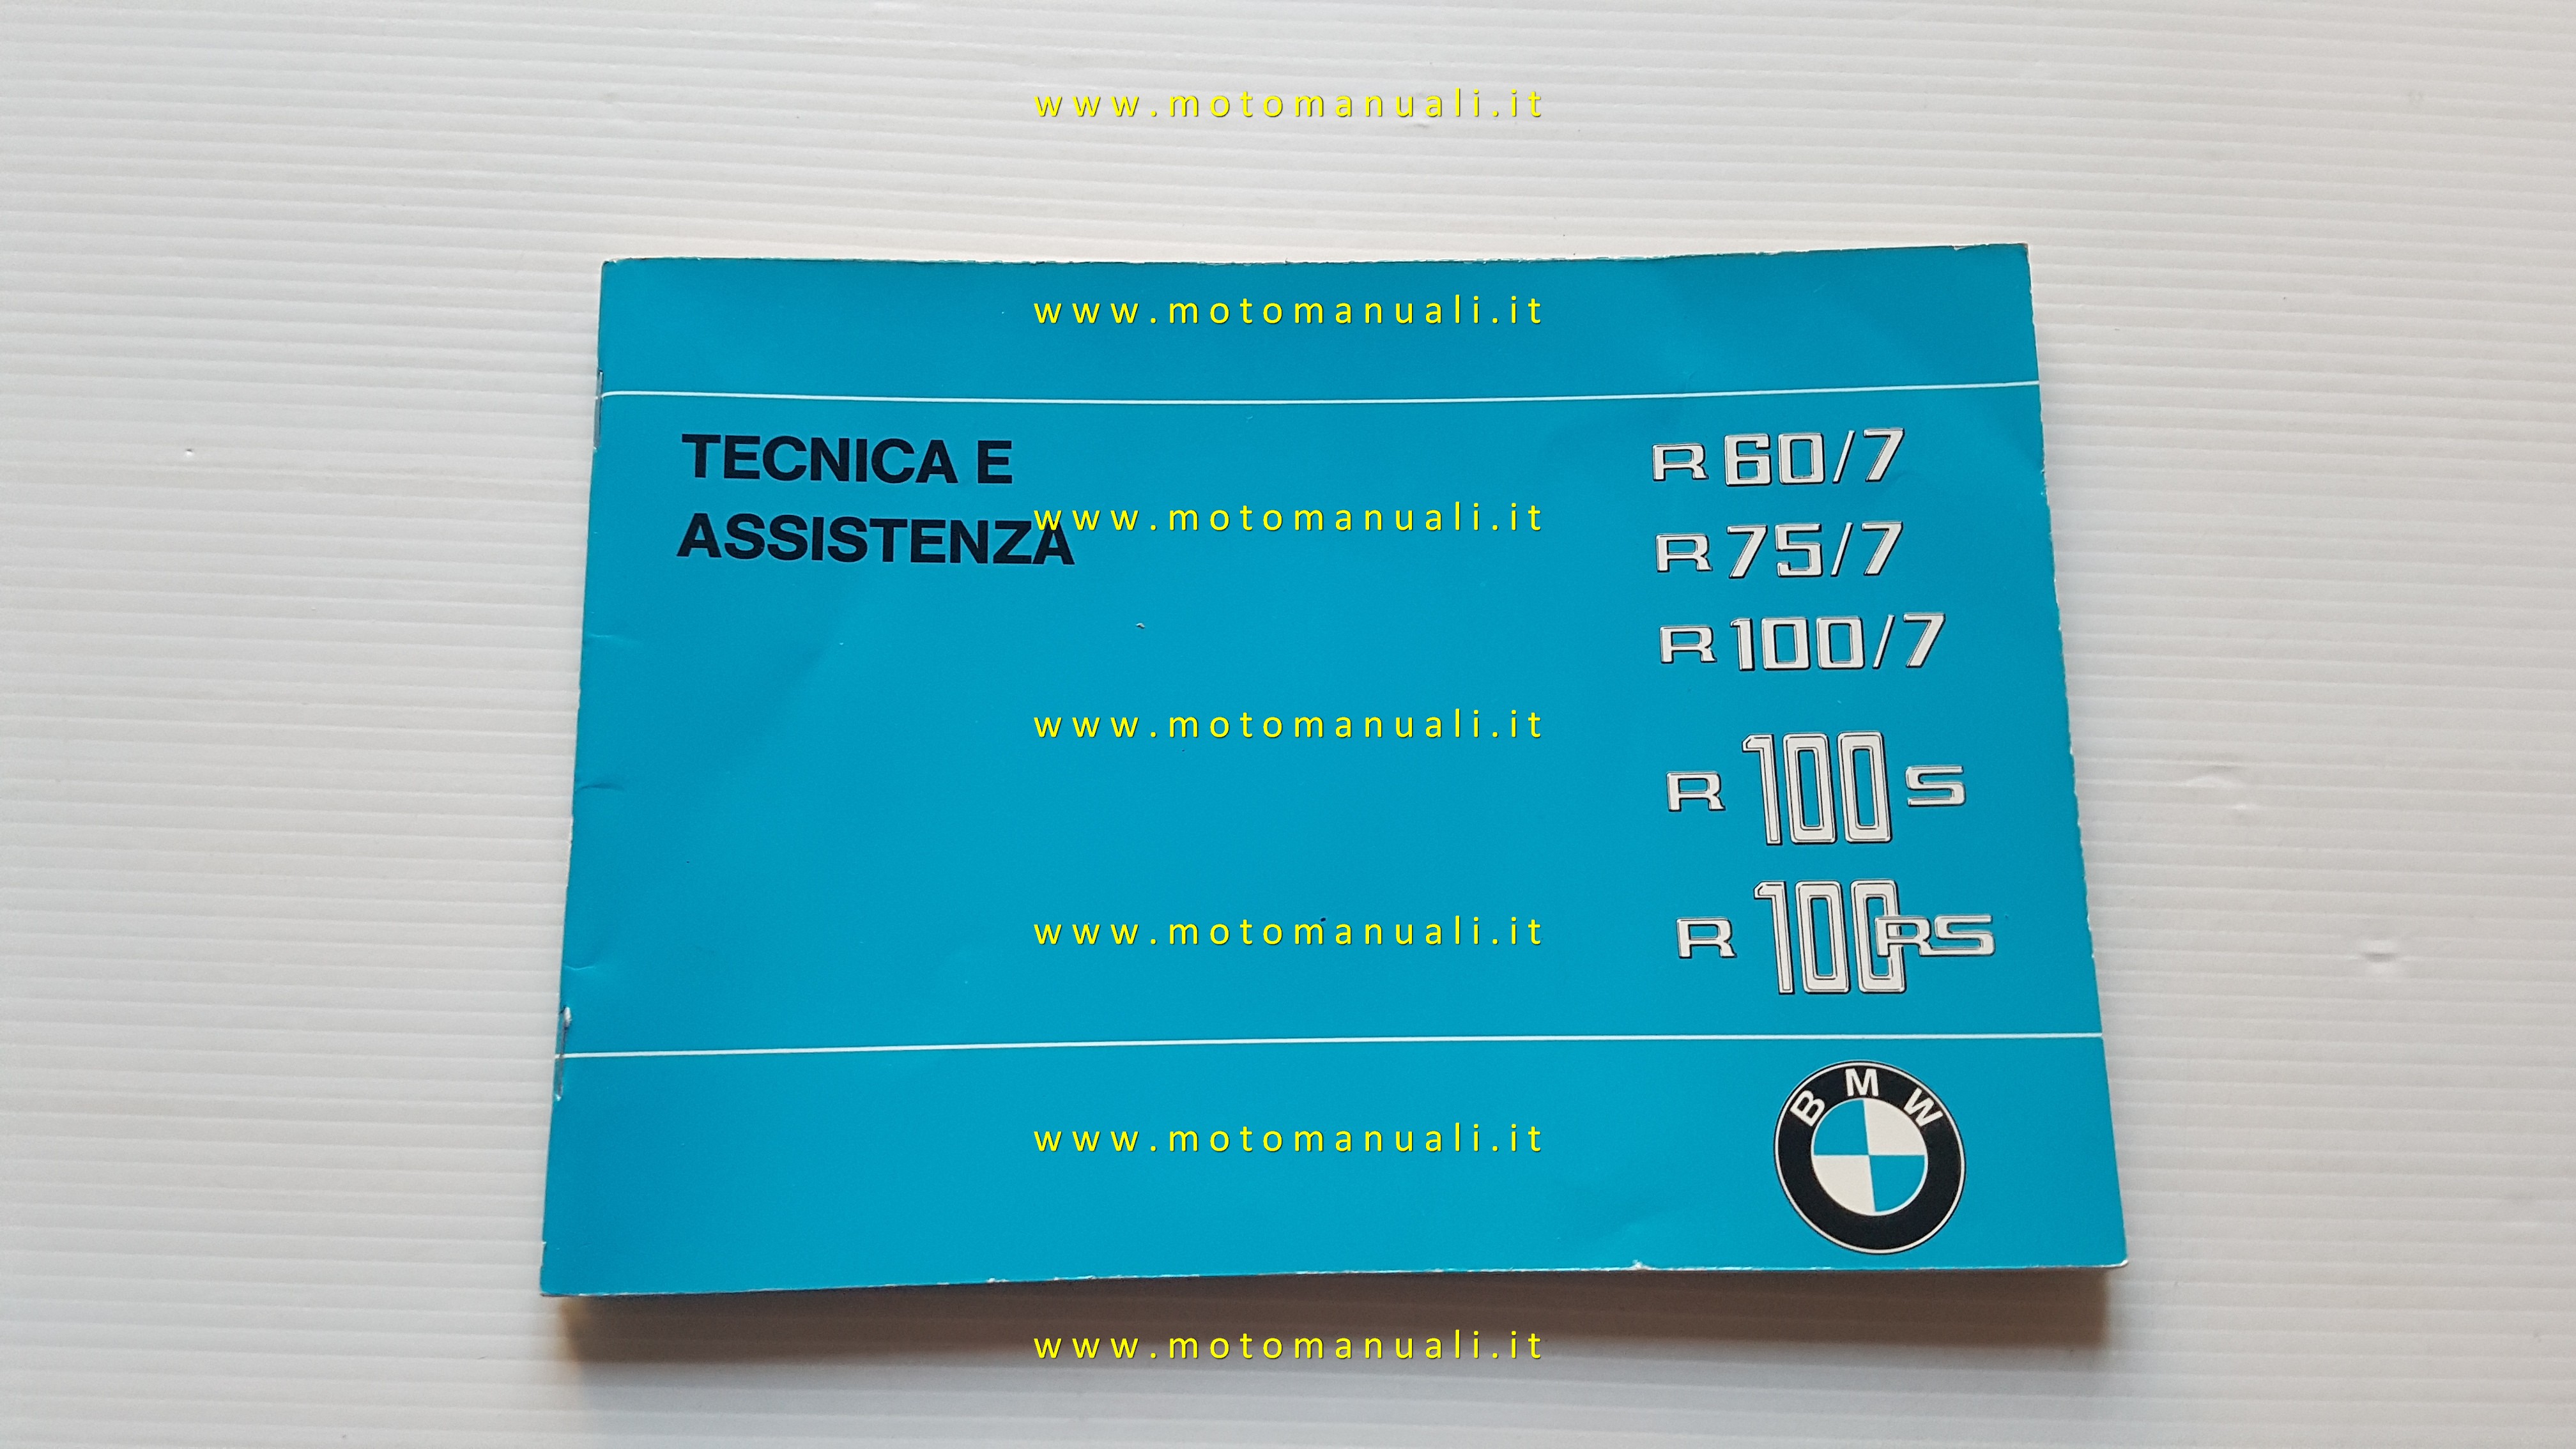 www.motomanuali.it
www.motomanuali.it
TECNICA E
ASSISTENZA
www.motomanuali.it
R 60/7
R 75/7
R 100/7
www.motomanuali.it
R 100 S
www.motomanuali.it
R 100 RS
BMW
www.motomanuali.it
www.motomanuali.it